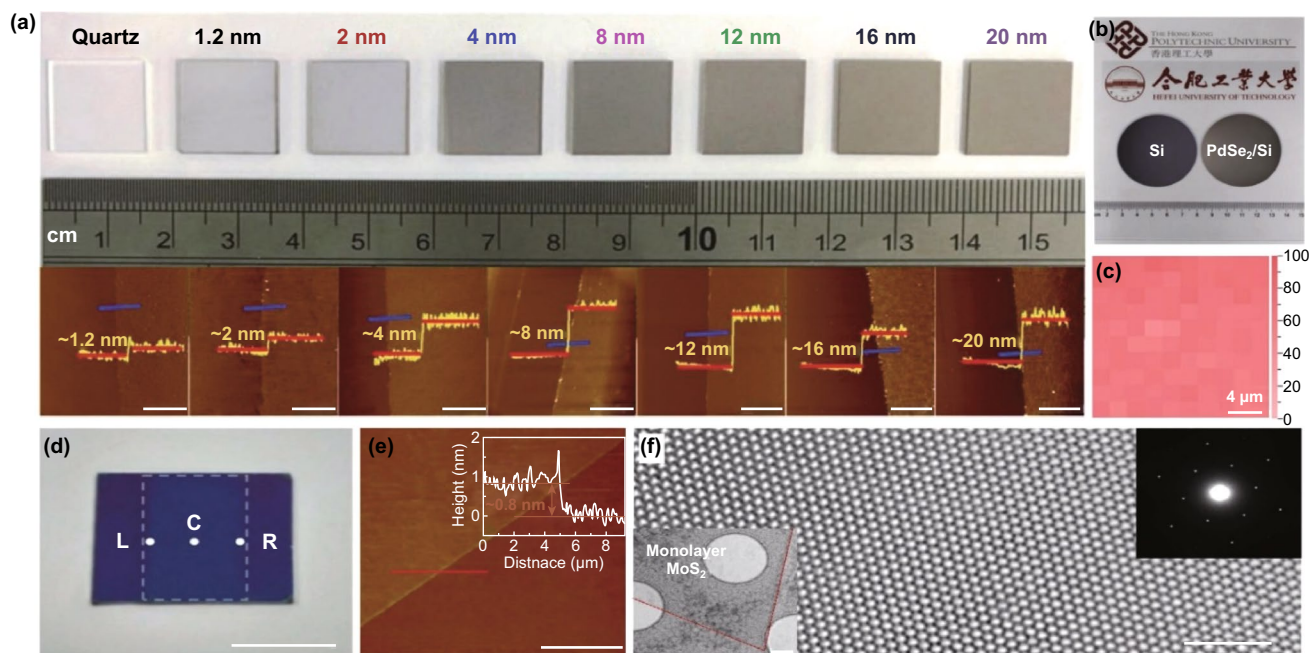 (a)
Quartz 1.2 nm 2 nm 4 nm 8 nm 12 nm 16 nm 20 nm
cm 1 2 3 4 5 6 7 8 9 10 11 12 13 14 15
~1.2 nm ~2 nm ~4 nm ~8 nm ~12 nm ~16 nm ~20 nm
(b)
THE HONG KONG
POLYTECHNIC UNIVERSITY
香港理工大學
合肥工業大學
HEFEI UNIVERSITY OF TECHNOLOGY
Si PdSe₂/Si
(c)
100
80
60
40
20
0
4 µm
(d)
L C R
(e)
Height (nm)
2
1
0
~0.8 nm
0 2 4 6 8
Distnace (µm)
(f)
Monolayer
MoS₂